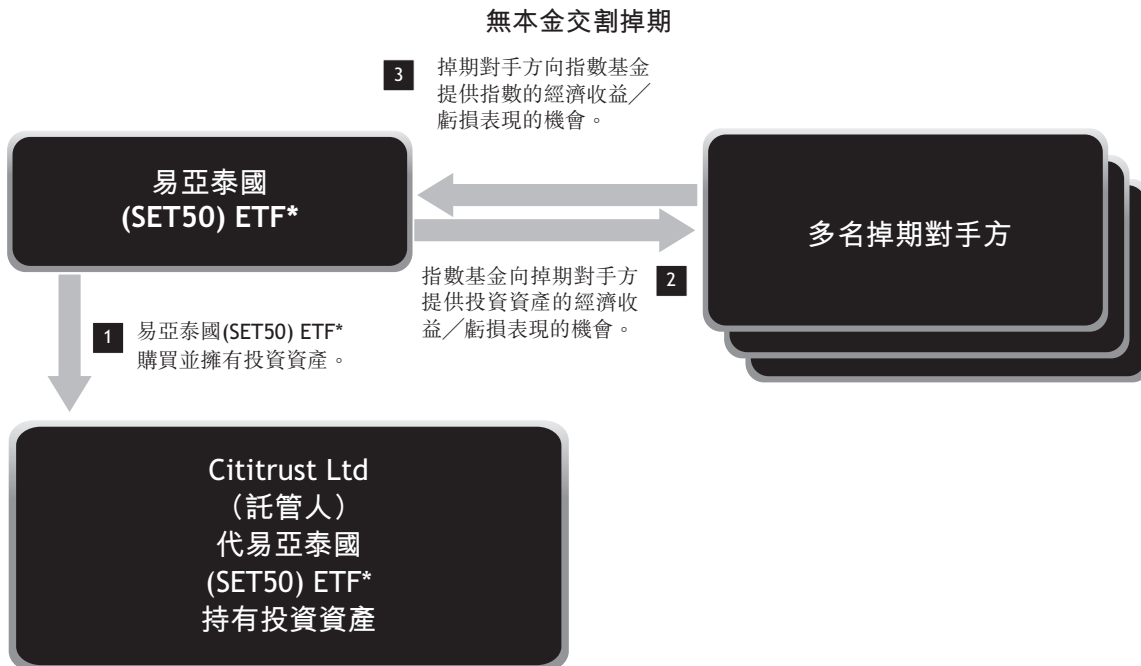 無本金交割掉期
3
掉期對手方向指數基金
提供指數的經濟收益／
虧損表現的機會。
易亞泰國
(SET50) ETF*
多名掉期對手方
指數基金向掉期對手方
提供投資資產的經濟收
益／虧損表現的機會。
2
1
易亞泰國(SET50) ETF*
購買並擁有投資資產。
Cititrust Ltd
（託管人）
代易亞泰國
(SET50) ETF*
持有投資資產